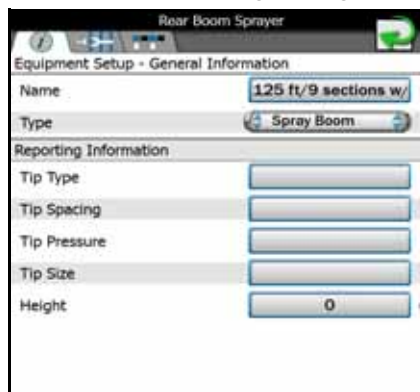 Rear Boom Sprayer
Equipment Setup - General Information
Name 125 ft/9 sections w/
Type Spray Boom
Reporting Information
Tip Type
Tip Spacing
Tip Pressure
Tip Size
Height 0